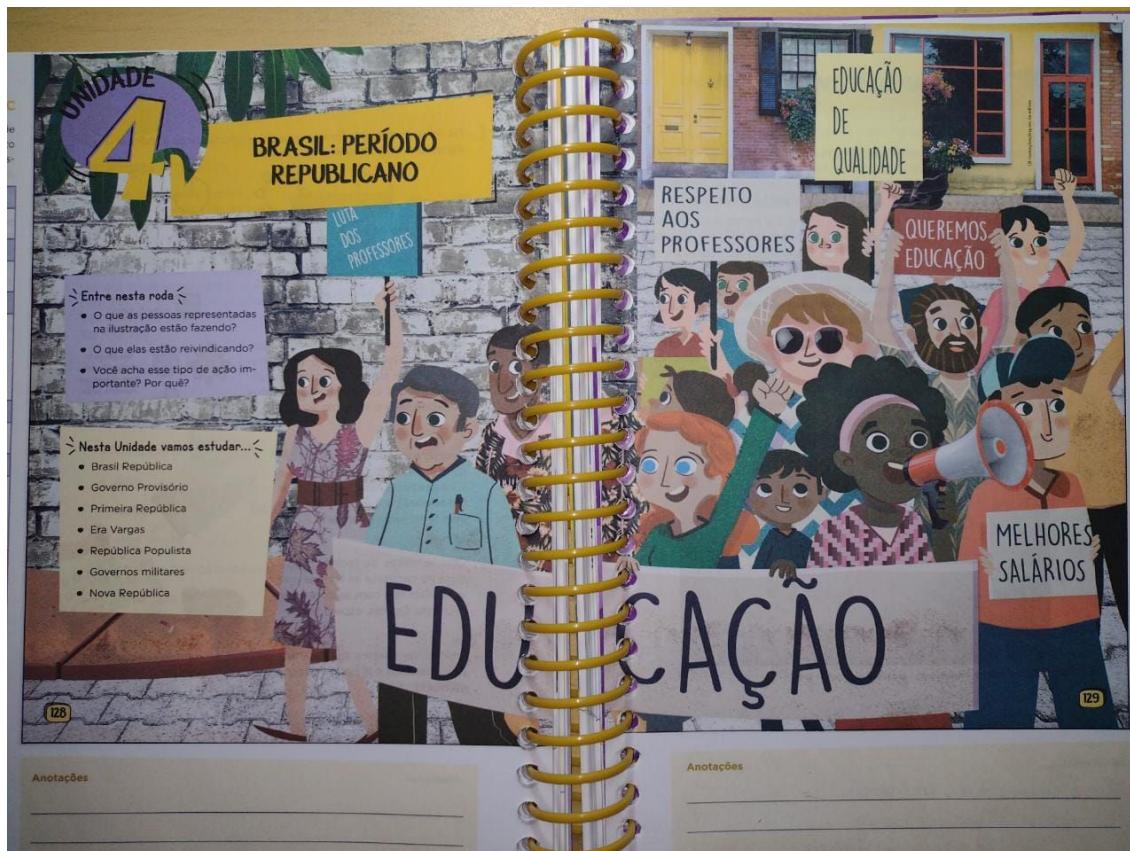 UNIDADE
4
BRASIL: PERÍODO
REPUBLICANO
LUTA
DOS
PROFESSORES
Entre nesta roda
• O que as pessoas representadas
na ilustração estão fazendo?
• O que elas estão reivindicando?
• Você acha esse tipo de ação im-
portante? Por quê?
Nesta Unidade vamos estudar...
• Brasil República
• Governo Provisório
• Primeira República
• Era Vargas
• República Populista
• Governos militares
• Nova República
EDUCAÇÃO
DE
QUALIDADE
RESPEITO
AOS
PROFESSORES
QUEREMOS
EDUCAÇÃO
MELHORES
SALÁRIOS
EDUCAÇÃO
128
129
Anotações
Anotações